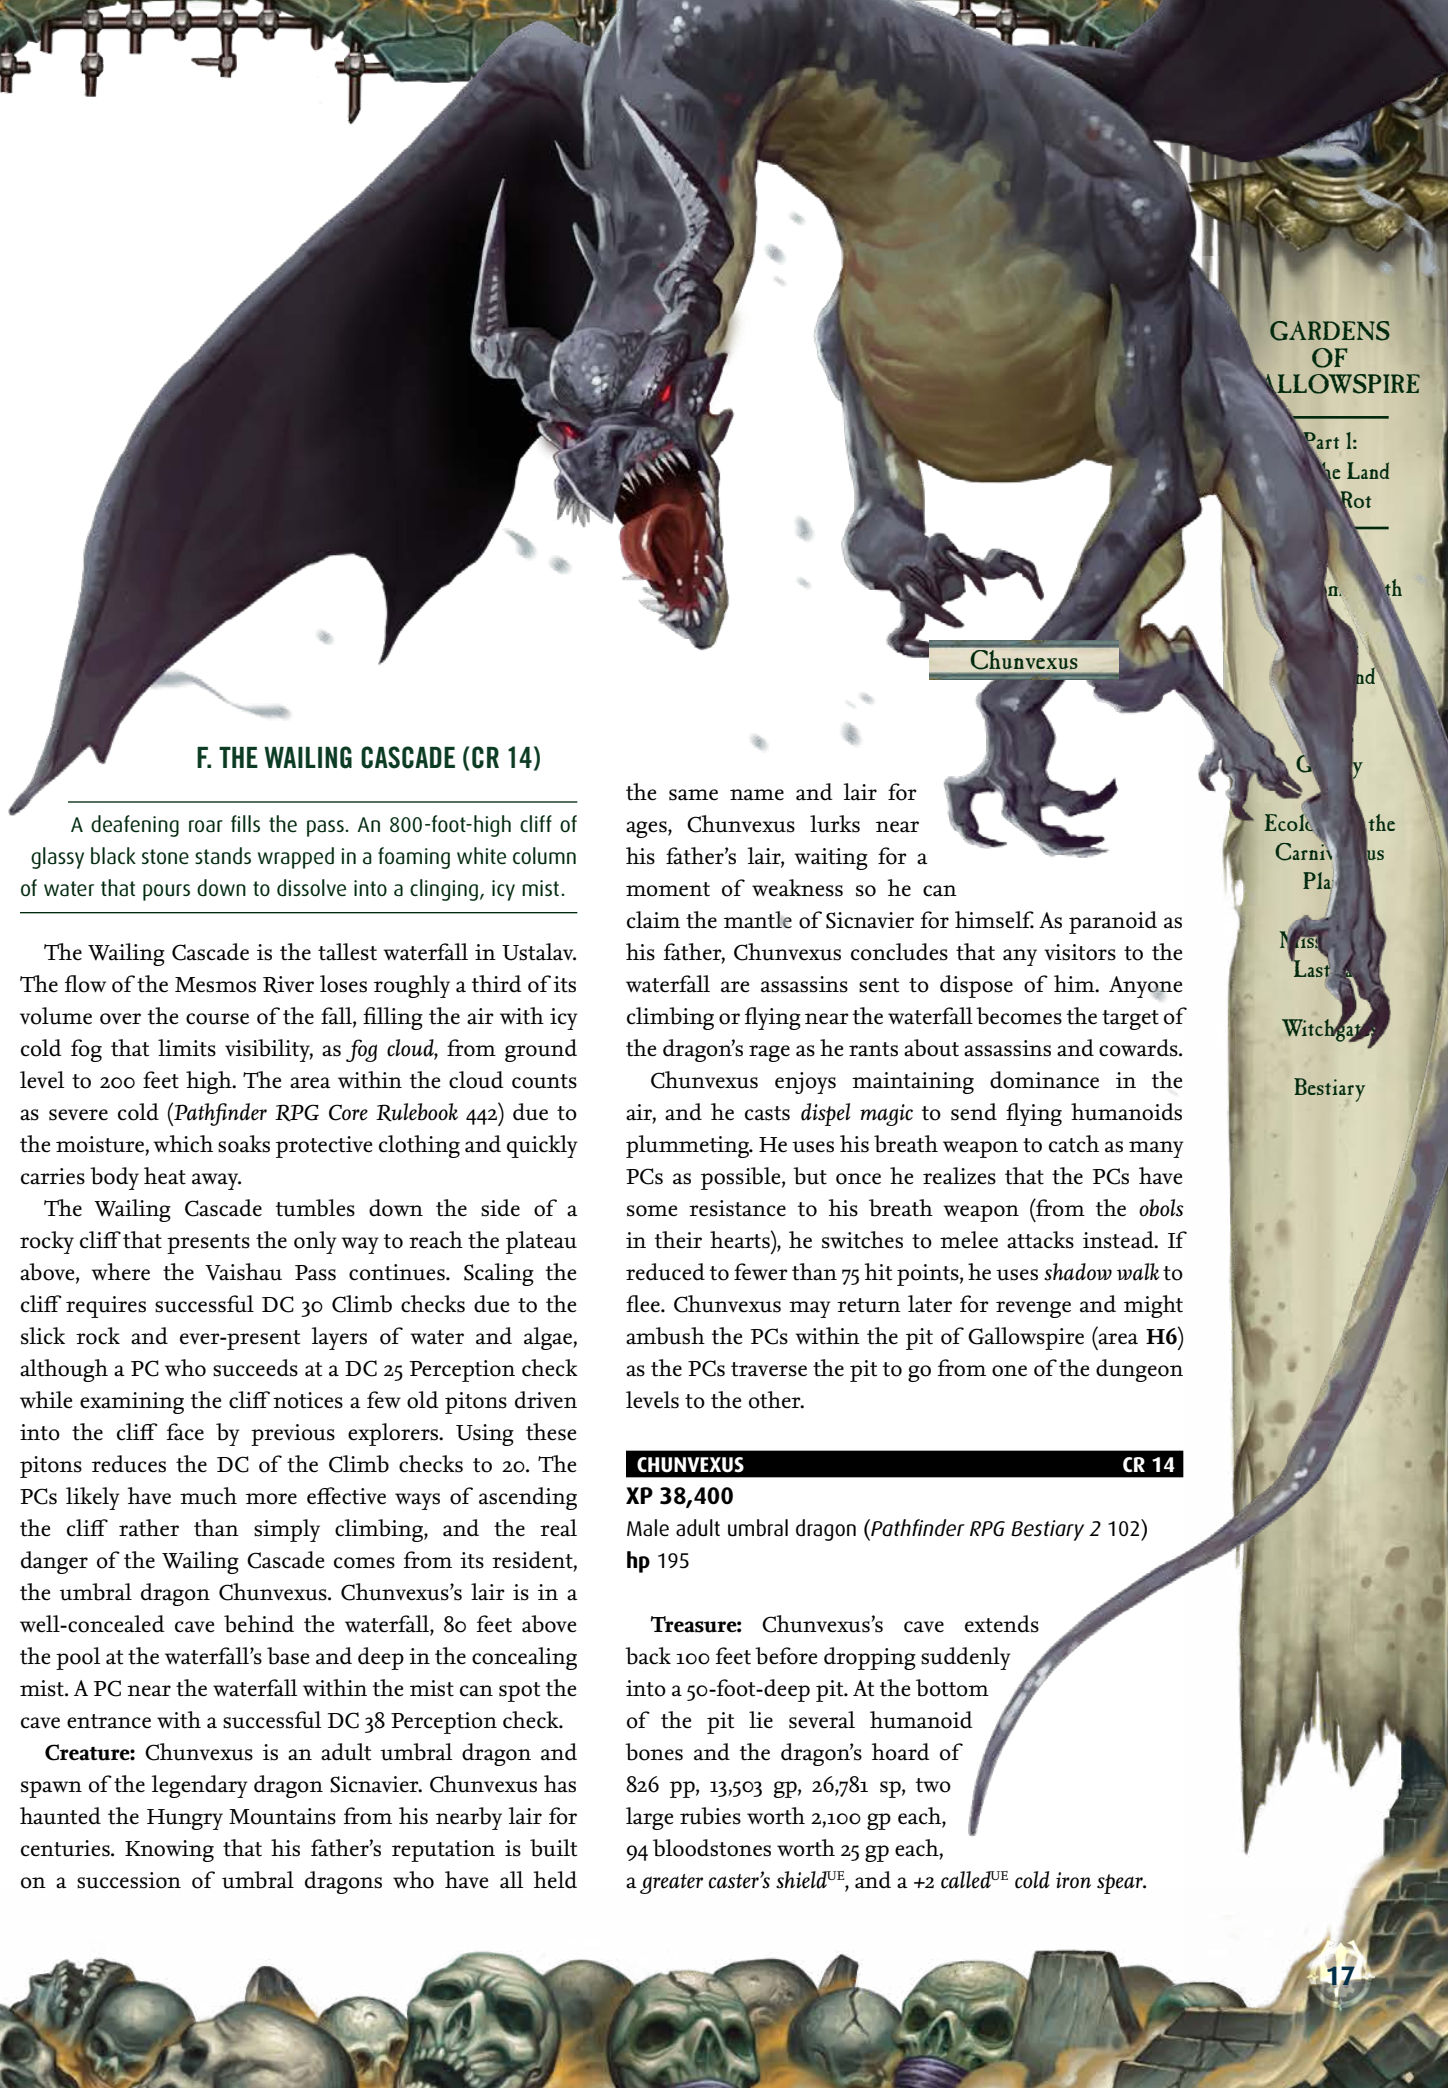 Chunvexus
F. THE WAILING CASCADE (CR 14)
A deafening roar fills the pass. An 800-foot-high cliff of
glassy black stone stands wrapped in a foaming white column
of water that pours down to dissolve into a clinging, icy mist.
The Wailing Cascade is the tallest waterfall in Ustalav.
The flow of the Mesmos River loses roughly a third of its
volume over the course of the fall, filling the air with icy
cold fog that limits visibility, as fog cloud, from ground
level to 200 feet high. The area within the cloud counts
as severe cold (Pathfinder RPG Core Rulebook 442) due to
the moisture, which soaks protective clothing and quickly
carries body heat away.
The Wailing Cascade tumbles down the side of a
rocky cliff that presents the only way to reach the plateau
above, where the Vaishau Pass continues. Scaling the
cliff requires successful DC 30 Climb checks due to the
slick rock and ever-present layers of water and algae,
although a PC who succeeds at a DC 25 Perception check
while examining the cliff notices a few old pitons driven
into the cliff face by previous explorers. Using these
pitons reduces the DC of the Climb checks to 20. The
PCs likely have much more effective ways of ascending
the cliff rather than simply climbing, and the real
danger of the Wailing Cascade comes from its resident,
the umbral dragon Chunvexus. Chunvexus's lair is in a
well-concealed cave behind the waterfall, 80 feet above
the pool at the waterfall's base and deep in the concealing
mist. A PC near the waterfall within the mist can spot the
cave entrance with a successful DC 38 Perception check.
Creature: Chunvexus is an adult umbral dragon and
spawn of the legendary dragon Sicnavier. Chunvexus has
haunted the Hungry Mountains from his nearby lair for
centuries. Knowing that his father's reputation is built
on a succession of umbral dragons who have all held
the same name and lair for
ages, Chunvexus lurks near
his father's lair, waiting for a
moment of weakness so he can
claim the mantle of Sicnavier for himself. As paranoid as
his father, Chunvexus concludes that any visitors to the
waterfall are assassins sent to dispose of him. Anyone
climbing or flying near the waterfall becomes the target of
the dragon's rage as he rants about assassins and cowards.
Chunvexus enjoys maintaining dominance in the
air, and he casts dispel magic to send flying humanoids
plummeting. He uses his breath weapon to catch as many
PCs as possible, but once he realizes that the PCs have
some resistance to his breath weapon (from the obols
in their hearts), he switches to melee attacks instead. If
reduced to fewer than 75 hit points, he uses shadow walk to
flee. Chunvexus may return later for revenge and might
ambush the PCs within the pit of Gallowspire (area H6)
as the PCs traverse the pit to go from one of the dungeon
levels to the other.
CHUNVEXUS CR 14
XP 38,400
Male adult umbral dragon (Pathfinder RPG Bestiary 2 102)
hp 195
Treasure: Chunvexus's cave extends
back 100 feet before dropping suddenly
into a 50-foot-deep pit. At the bottom
of the pit lie several humanoid
bones and the dragon's hoard of
826 pp, 13,503 gp, 26,781 sp, two
large rubies worth 2,100 gp each,
94 bloodstones worth 25 gp each,
a greater caster's shieldUE, and a +2 calledUE cold iron spear.
GARDENS
OF
ALLOWSPIRE
Part 1:
Land
Rot
the
Bestiary
17